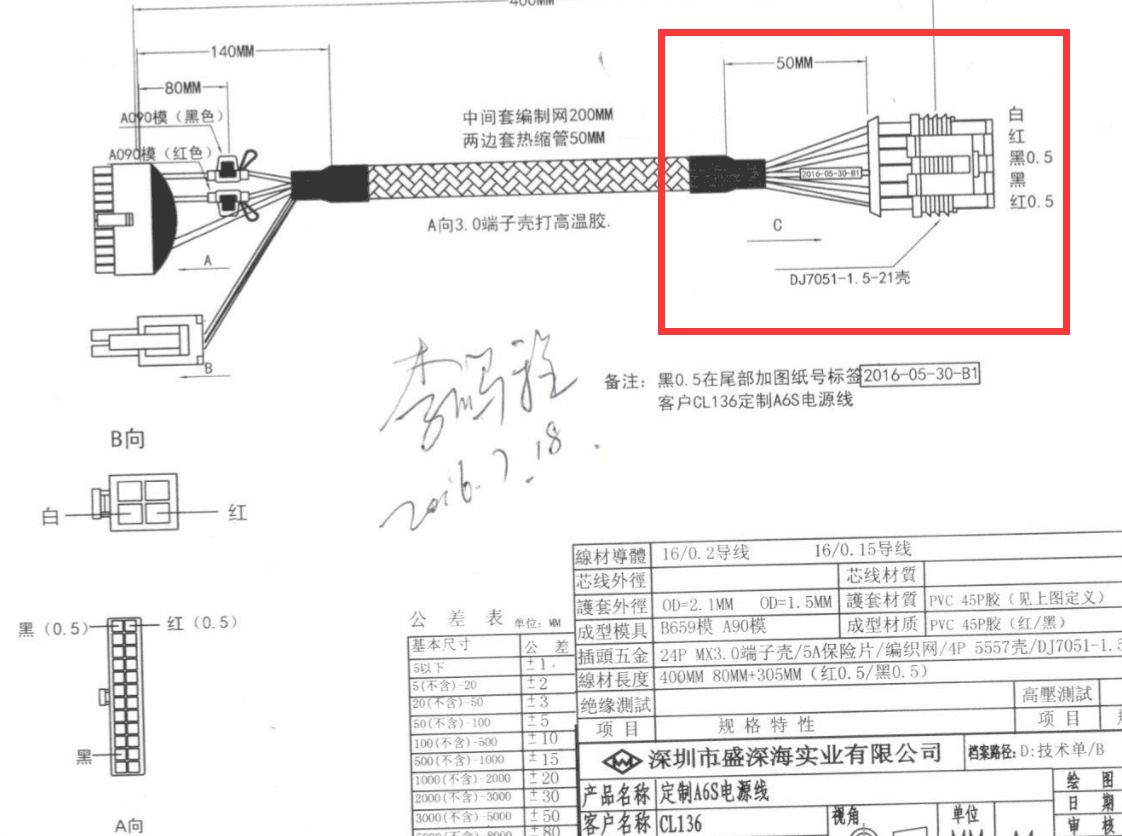 400MM
140MM
50MM
80MM
A090模（黑色）
A090模（红色）
中间套编制网200MM
两边套热缩管50MM
白
红
黑0.5
黑
红0.5
2016-05-30-B1
A向3.0端子壳打高温胶.
C
A
DJ7051-1.5-21壳
B
备注: 黑0.5在尾部加图纸号标签2016-05-30-B1
客户CL136定制A6S电源线
2016.7.18.
B向
白
红
黑（0.5）
红（0.5）
黑
A向
公差表 单位: MM
基本尺寸 公差
5以下 ±1.
5(不含)-20 ±2
20(不含)-50 ±3
50(不含)-100 ±5
100(不含)-500 ±10
500(不含)-1000 ±15
1000(不含)-2000 ±20
2000(不含)-3000 ±30
3000(不含)-5000 ±50
±80
線材導體 16/0.2导线 16/0.15导线
芯线外徑 芯线材質
護套外徑 OD=2.1MM OD=1.5MM 護套材質 PVC 45P胶（见上图定义）
成型模具 B659模 A90模 成型材质 PVC 45P胶（红/黑）
插頭五金 24P MX3.0端子壳/5A保险片/编织网/4P 5557壳/DJ7051-1.5
線材長度 400MM 80MM+305MM（红0.5/黑0.5）
绝缘測試 高壓測試
项目 规格特性 项目
深圳市盛深海实业有限公司 档案路径: D:技术单/B
产品名称 定制A6S电源线 绘图
日期
客户名称 CL136 视角 单位 审核
MM